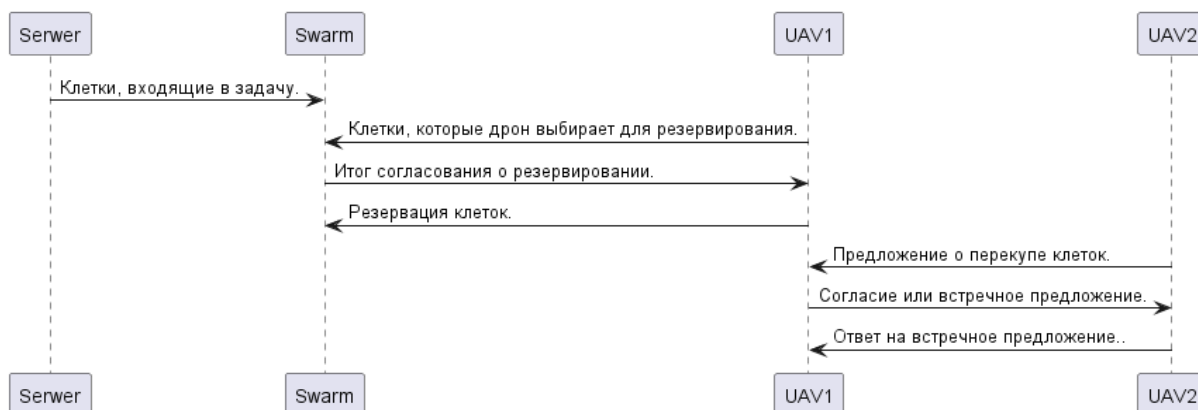 Serwer
Swarm
UAV1
UAV2
Клетки, входящие в задачу.
Клетки, которые дрон выбирает для резервирования.
Итог согласования о резервировании.
Резервация клеток.
Предложение о перекупе клеток.
Согласие или встречное предложение.
Ответ на встречное предложение..
Serwer
Swarm
UAV1
UAV2